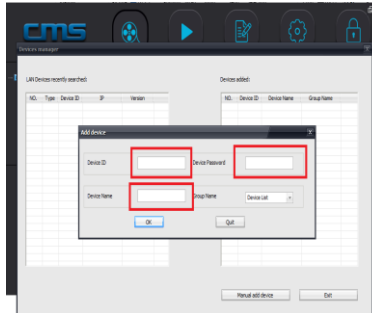 cms
Devices manager
LAN Devices recently searched:
Devices added:
NO. Type Device ID IP Version
NO. Device ID Device Name Group Name
Add device
X
Device ID
Device Password
Device Name
Group Name
Device List
OK
Quit
Manual add device
Exit